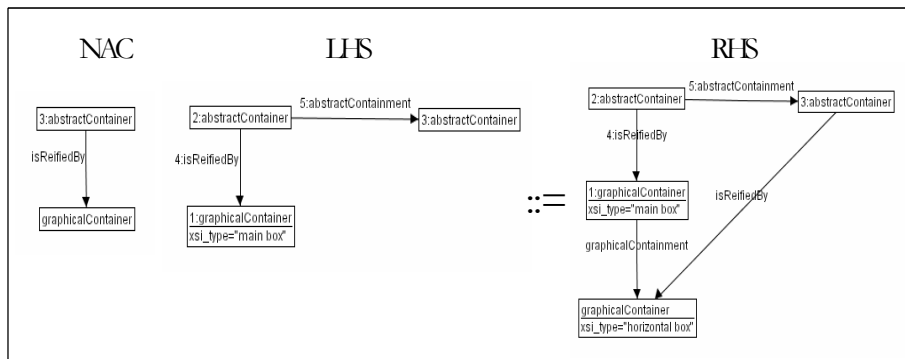 NAC
LHS
RHS
3:abstractContainer
isReifiedBy
graphicalContainer
2:abstractContainer
5:abstractContainment
3:abstractContainer
4:isReifiedBy
1:graphicalContainer
xsi_type="main box"
::=
5:abstractContainment
2:abstractContainer
3:abstractContainer
4:isReifiedBy
isReifiedBy
1:graphicalContainer
xsi_type="main box"
graphicalContainment
graphicalContainer
xsi_type="horizontal box"